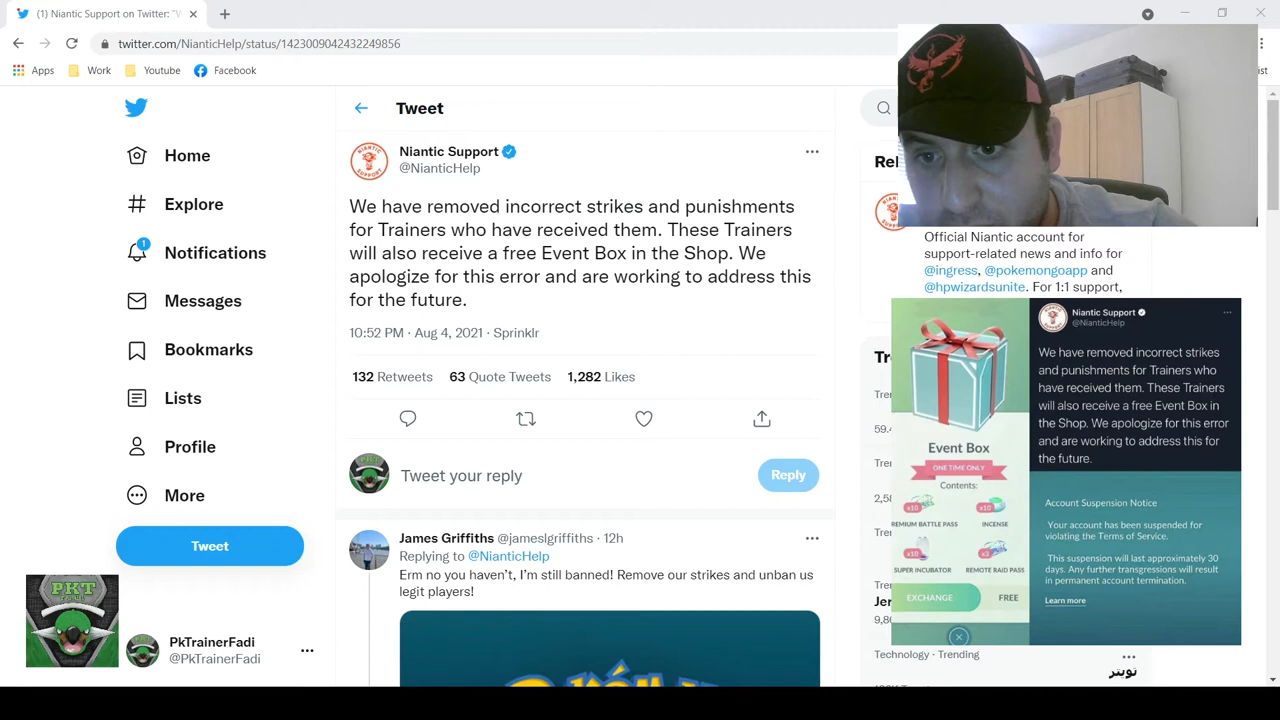 (1) Niantic Support on Twitter: "V
twitter.com/NianticHelp/status/1423009042432249856
Apps
Work
Youtube
Facebook
ist
Home
Explore
1
Notifications
Messages
Bookmarks
Lists
Profile
More
Tweet
PKT
PkTrainerFadi
@PkTrainerFadi
Tweet
Niantic Support
@NianticHelp
We have removed incorrect strikes and punishments
for Trainers who have received them. These Trainers
will also receive a free Event Box in the Shop. We
apologize for this error and are working to address this
for the future.
10:52 PM · Aug 4, 2021 · Sprinklr
132 Retweets 63 Quote Tweets 1,282 Likes
Tweet your reply
Reply
James Griffiths @jameslgriffiths · 12h
Replying to @NianticHelp
Erm no you haven't, I'm still banned! Remove our strikes and unban us
legit players!
Rel
NIANTIC
SUPPORT
Official Niantic account for
support-related news and info for
@ingress, @pokemongoapp and
@hpwizardsunite. For 1:1 support,
Tre
Tren
59.4
Tren
2,58
Tren
Tren
Jer
9,86
Technology · Trending
تويتر
Event Box
ONE TIME ONLY
Contents:
x10
x10
REMIUM BATTLE PASS
INCENSE
x10
x3
SUPER INCUBATOR
REMOTE RAID PASS
EXCHANGE
FREE
Niantic Support
@NianticHelp
We have removed incorrect strikes
and punishments for Trainers who
have received them. These Trainers
will also receive a free Event Box in
the Shop. We apologize for this error
and are working to address this for
the future.
Account Suspension Notice
Your account has been suspended for
violating the Terms of Service.
This suspension will last approximately 30
days. Any further transgressions will result
in permanent account termination.
Learn more